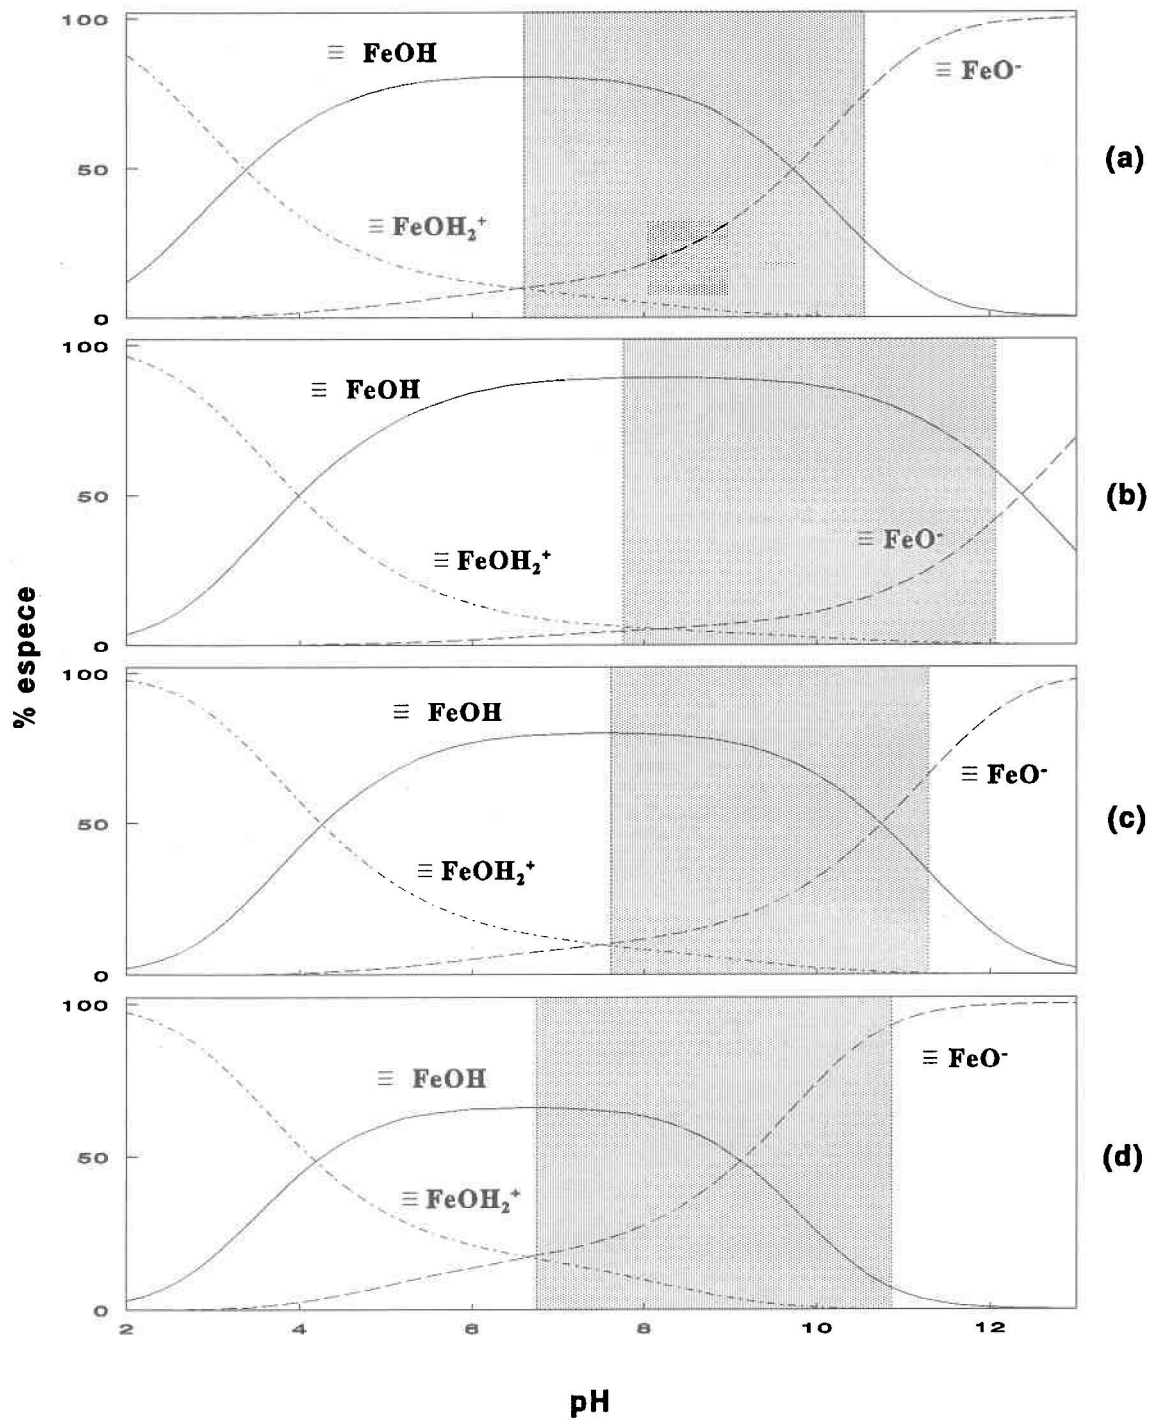 100
≡ FeOH
≡ FeO⁻
50
≡ FeOH₂⁺
0
(a)
100
≡ FeOH
50
≡ FeO⁻
≡ FeOH₂⁺
0
(b)
% espece
100
≡ FeOH
≡ FeO⁻
50
≡ FeOH₂⁺
0
(c)
100
≡ FeO⁻
≡ FeOH
50
≡ FeOH₂⁺
0
(d)
2 4 6 8 10 12
pH